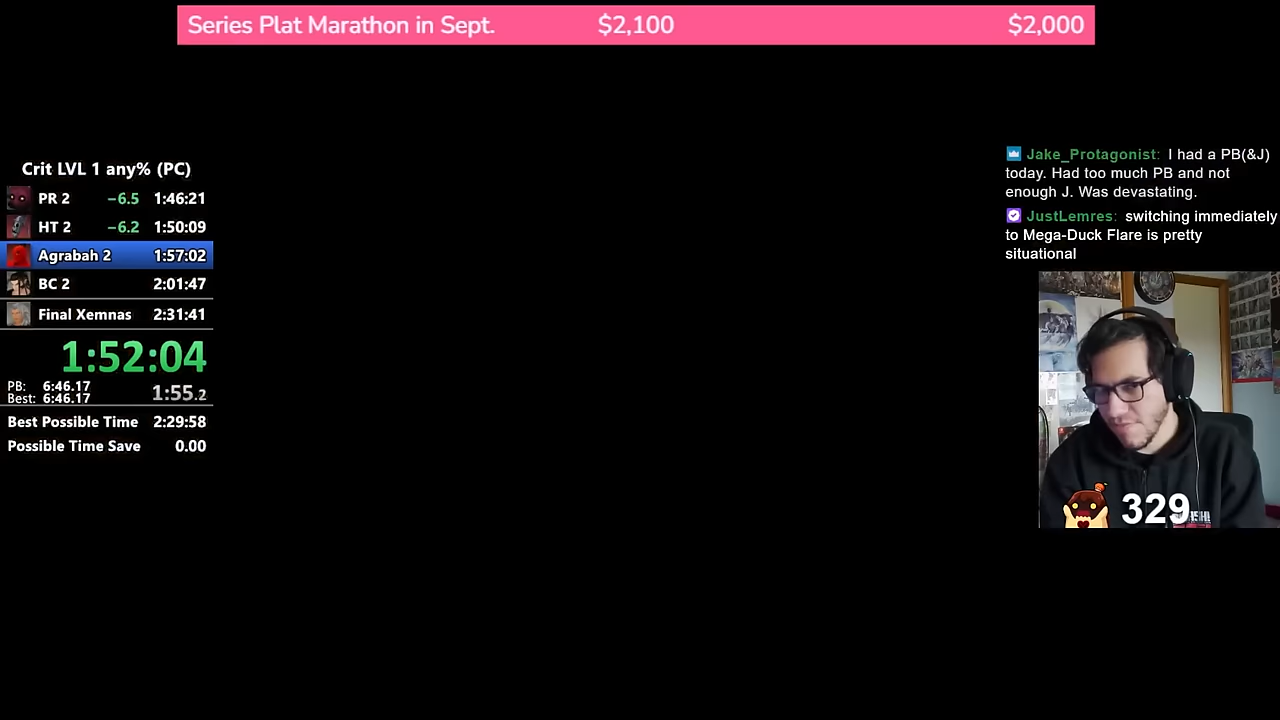 Series Plat Marathon in Sept. $2,100 $2,000
Crit LVL 1 any% (PC)
PR 2 −6.5 1:46:21
HT 2 −6.2 1:50:09
Agrabah 2 1:57:02
BC 2 2:01:47
Final Xemnas 2:31:41
1:52:04
PB: 6:46.17
Best: 6:46.17 1:55.2
Best Possible Time 2:29:58
Possible Time Save 0.00
Jake_Protagonist: I had a PB(&J)
today. Had too much PB and not
enough J. Was devastating.
JustLemres: switching immediately
to Mega-Duck Flare is pretty
situational
329